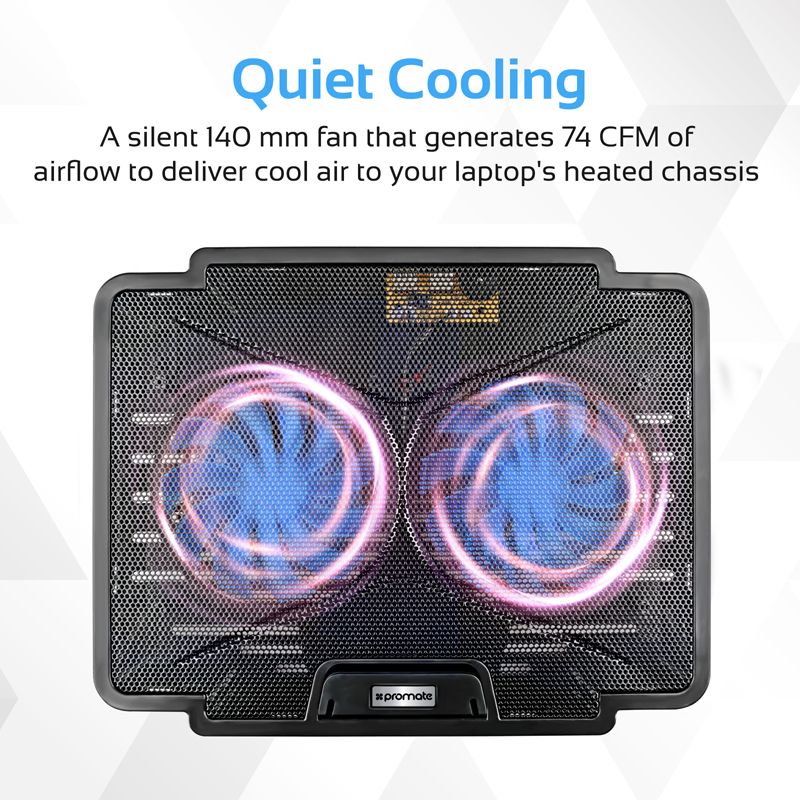 Quiet Cooling
A silent 140 mm fan that generates 74 CFM of
airflow to deliver cool air to your laptop's heated chassis
promate